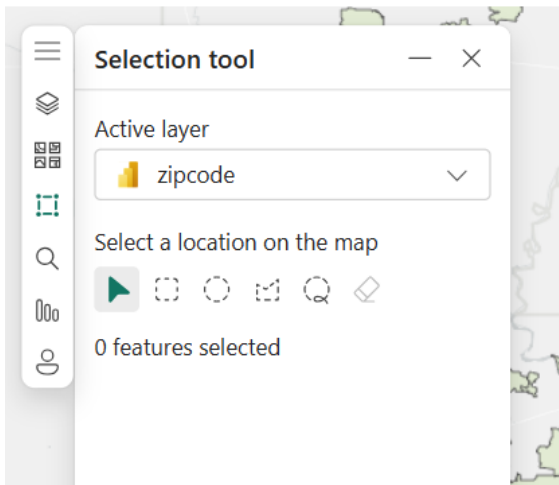 Selection tool
Active layer
zipcode
Select a location on the map
0 features selected